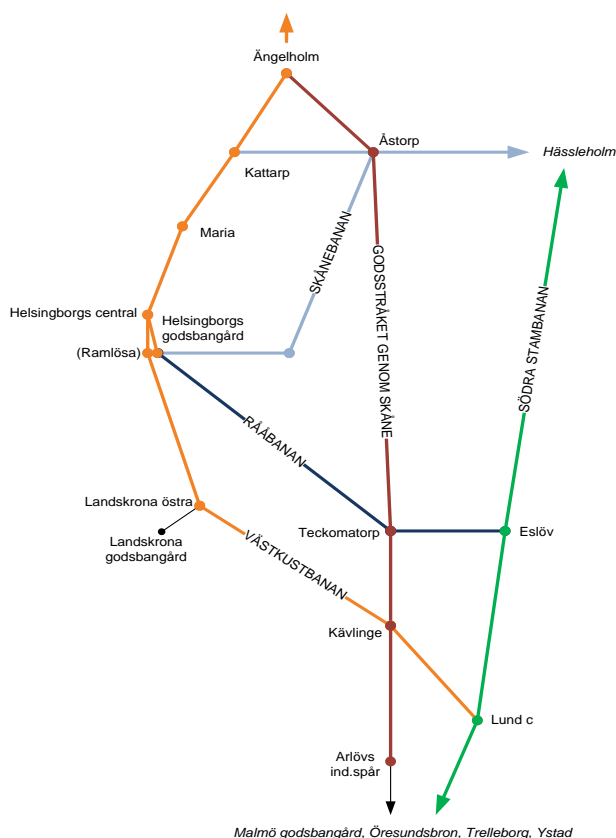 Ängelholm
Åstorp
Hässleholm
Kattarp
Maria
SKÅNEBANAN
GODSSTRÅKET GENOM SKÅNE
SÖDRA STAMBANAN
Helsingborgs central
Helsingborgs
godsbangård
(Ramlösa)
RÅÅBANAN
Landskrona östra
Teckomatorp
Eslöv
Landskrona
godsbangård
VÄSTKUSTBANAN
Kävlinge
Lund c
Arlövs
ind.spår
Malmö godsbangård, Öresundsbron, Trelleborg, Ystad